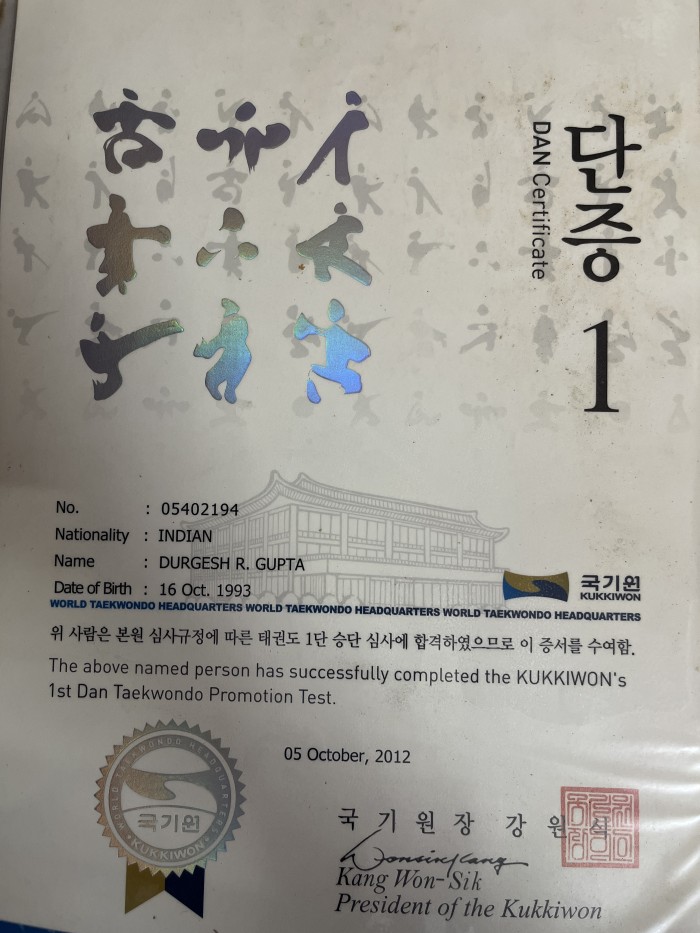 단증 1
DAN Certificate
No. : 05402194
Nationality : INDIAN
Name : DURGESH R. GUPTA
Date of Birth : 16 Oct. 1993
국기원
KUKKIWON
WORLD TAEKWONDO HEADQUARTERS WORLD TAEKWONDO HEADQUARTERS WORLD TAEKWONDO HEADQUARTERS
위 사람은 본원 심사규정에 따른 태권도 1단 승단 심사에 합격하였으므로 이 증서를 수여함.
The above named person has successfully completed the KUKKIWON's
1st Dan Taekwondo Promotion Test.
05 October, 2012
WORLD TAEKWONDO HEADQUARTERS
국기원
KUKKIWON
국 기 원 장 강 원 식
Wonsik Kang
Kang Won-Sik
President of the Kukkiwon